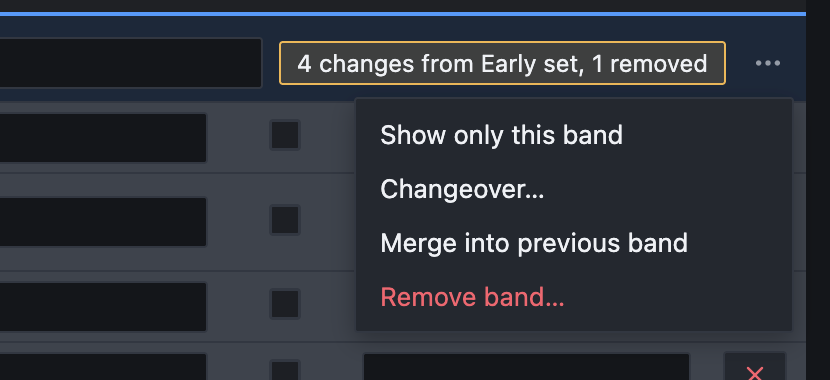 4 changes from Early set, 1 removed
Show only this band
Changeover...
Merge into previous band
Remove band...